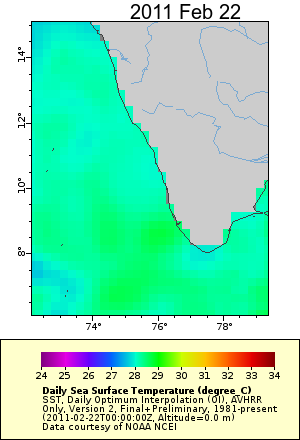 2011 Feb 22
14°
12°
10°
8°
74°
76°
78°
24 25 26 27 28 29 30 31 32 33 34
Daily Sea Surface Temperature (degree_C)
SST, Daily Optimum Interpolation (OI), AVHRR
Only, Version 2, Final+Preliminary, 1981-present
(2011-02-22T00:00:00Z, Altitude=0.0 m)
Data courtesy of NOAA NCEI